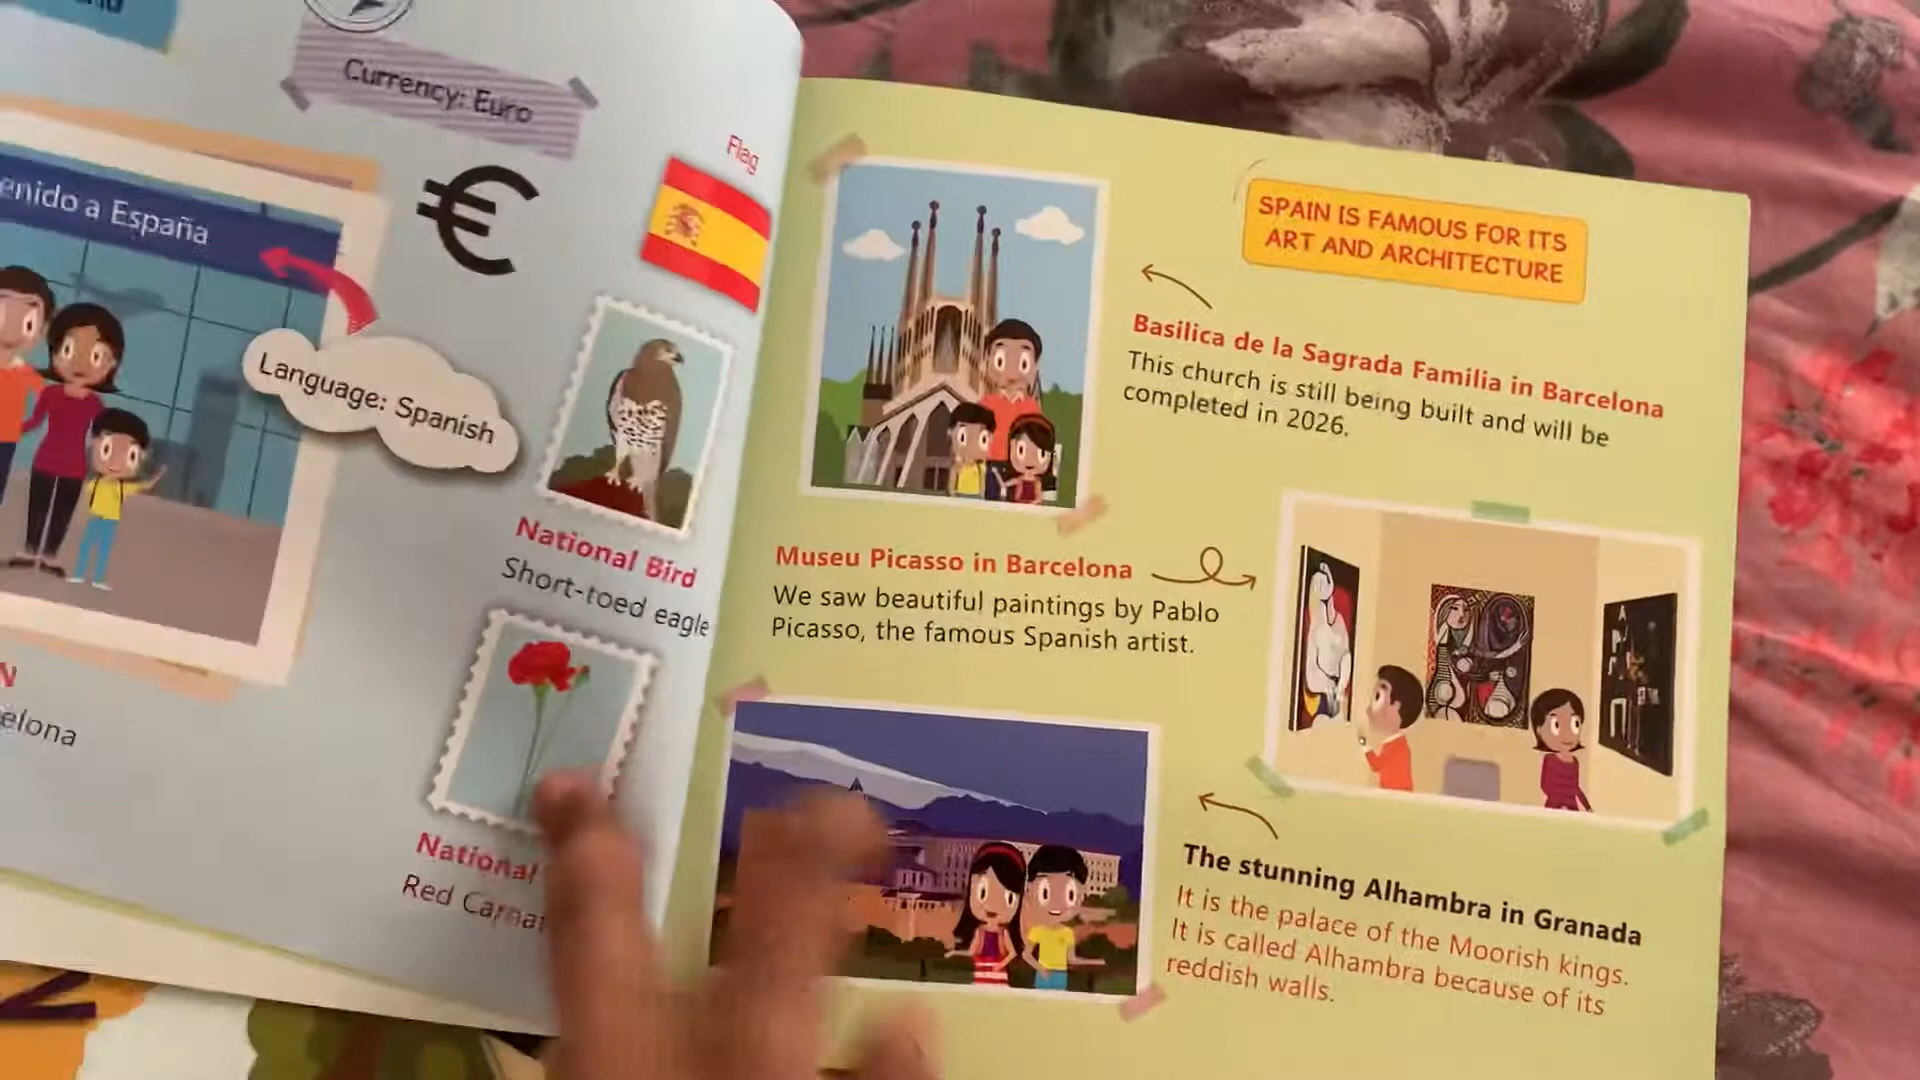 Currency: Euro
€
Flag
enido a España
Language: Spanish
National Bird
Short-toed eagle
elona
National
Red
SPAIN IS FAMOUS FOR ITS
ART AND ARCHITECTURE
Basilica de la Sagrada Familia in Barcelona
This church is still being built and will be
completed in 2026.
Museu Picasso in Barcelona
We saw beautiful paintings by Pablo
Picasso, the famous Spanish artist.
The stunning Alhambra in Granada
It is the palace of the Moorish kings.
It is called Alhambra because of its
reddish walls.